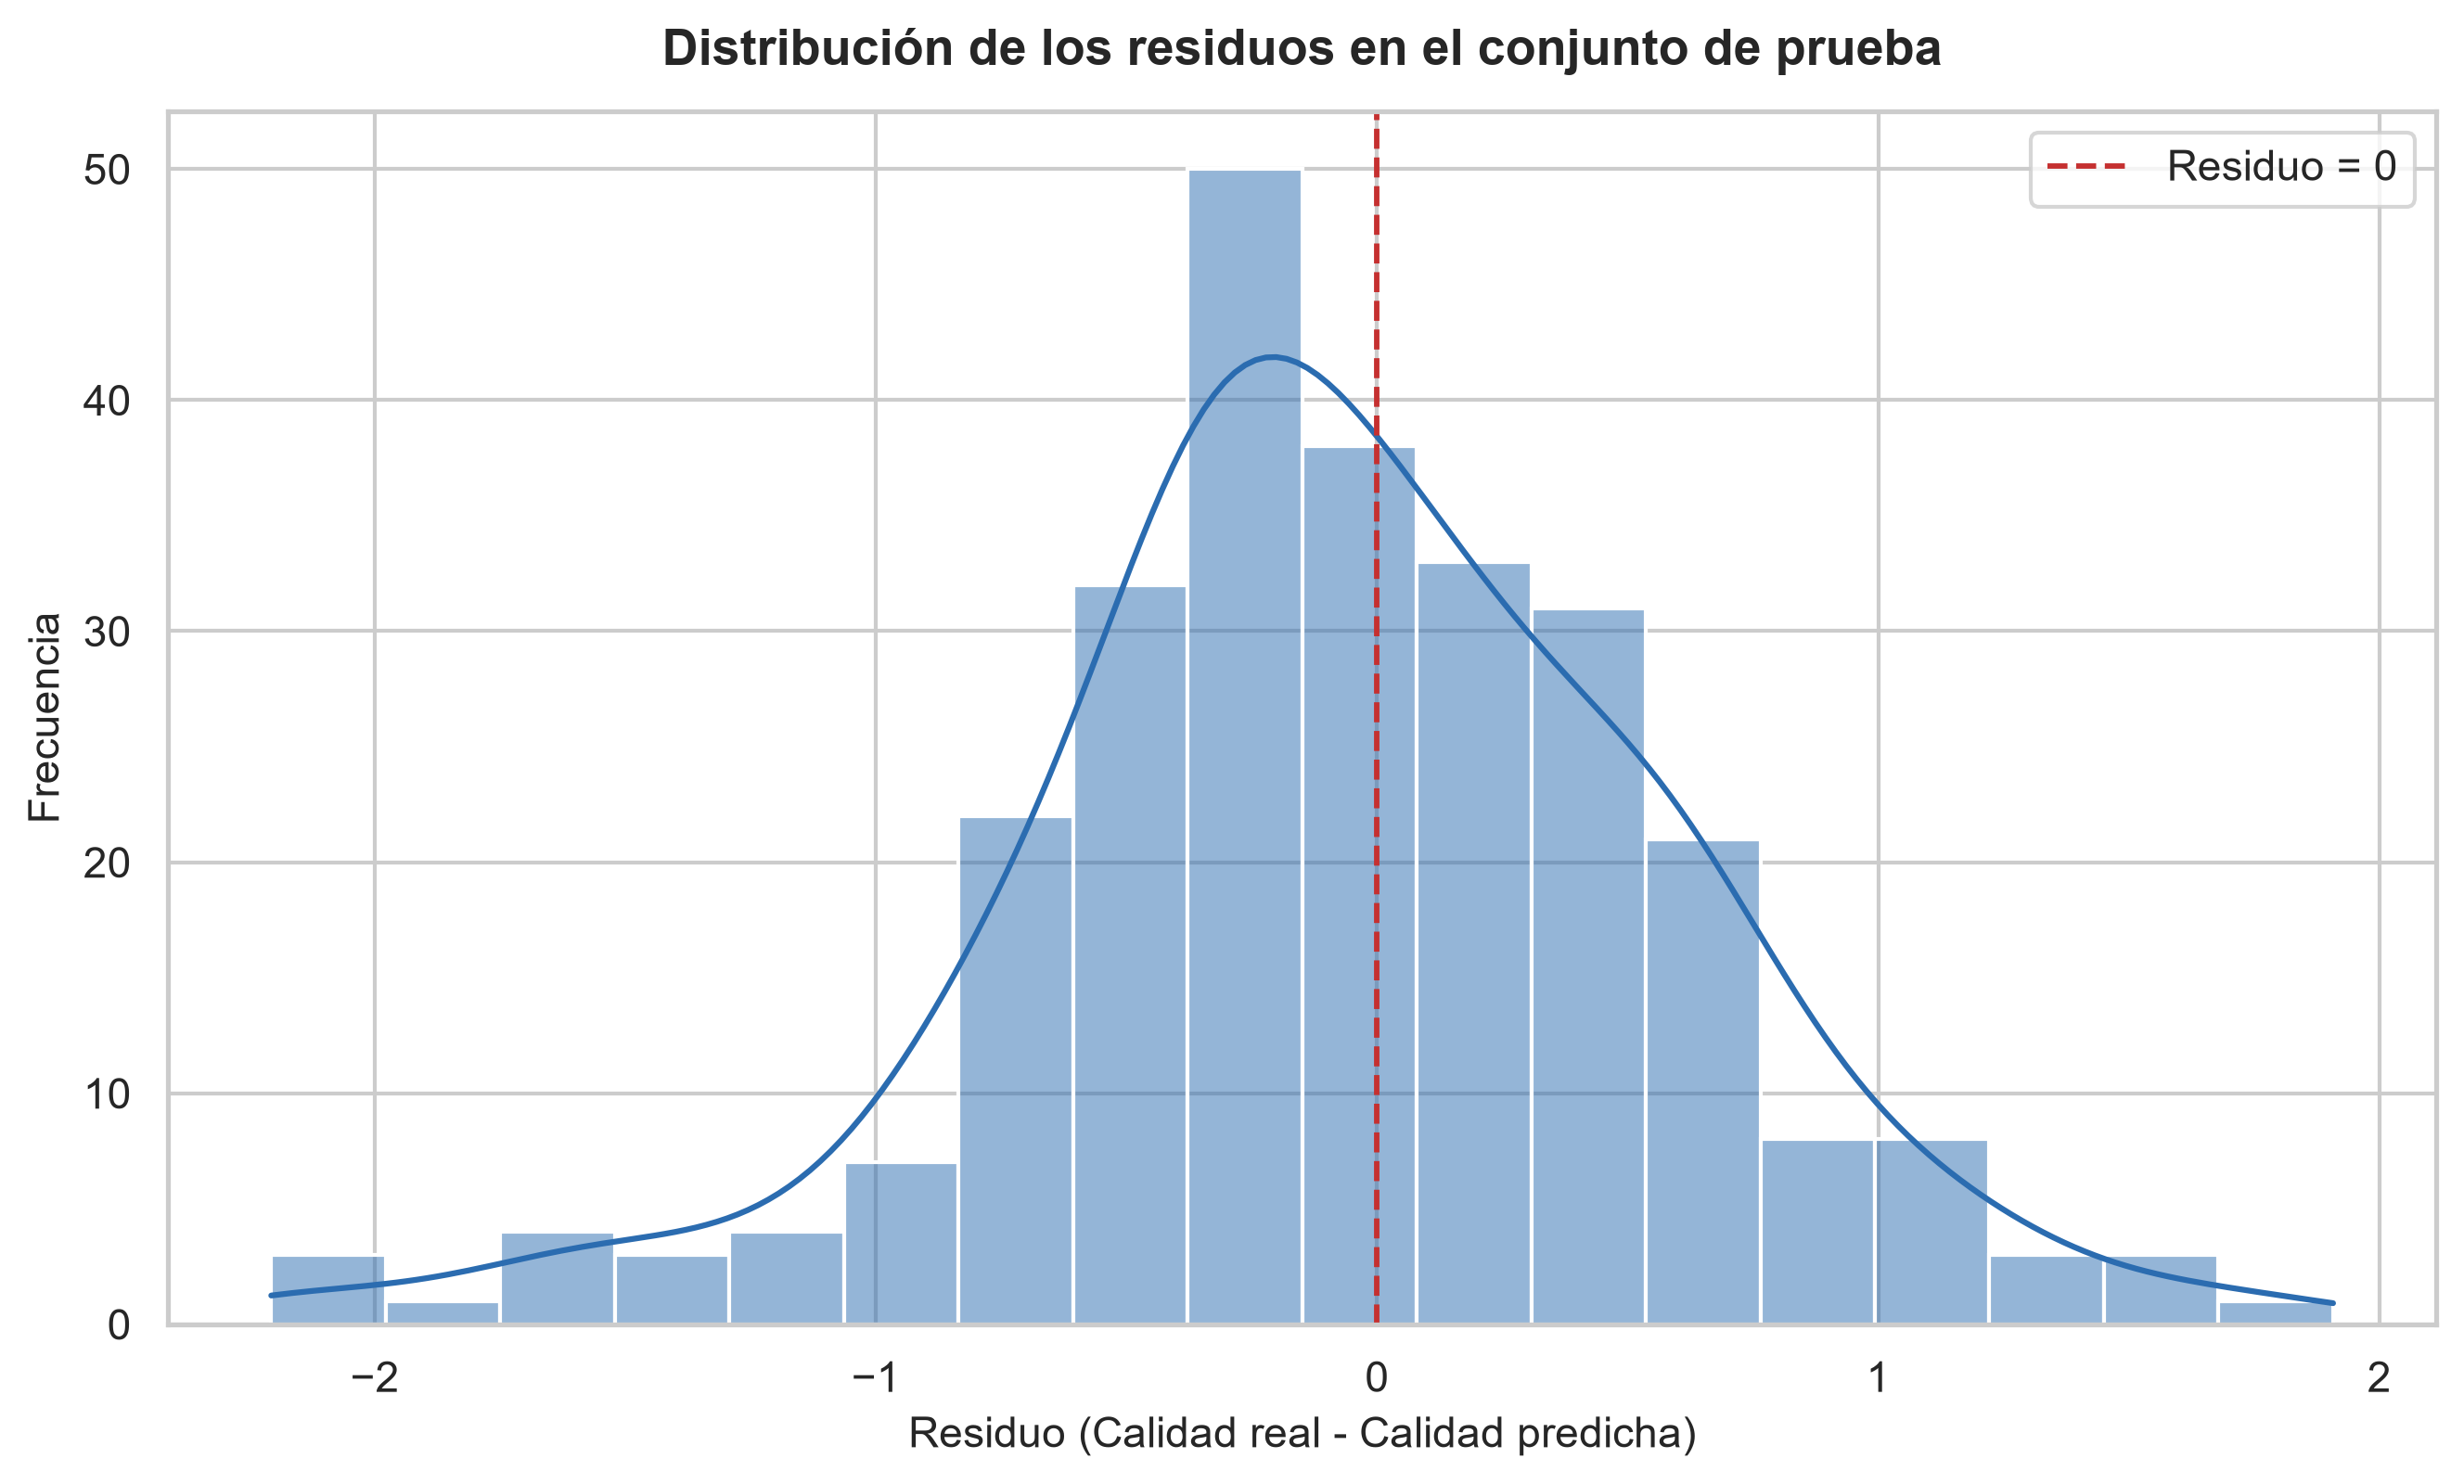 Distribución de los residuos en el conjunto de prueba
Residuo = 0
Frecuencia
50
40
30
20
10
0
−2 −1 0 1 2
Residuo (Calidad real - Calidad predicha)